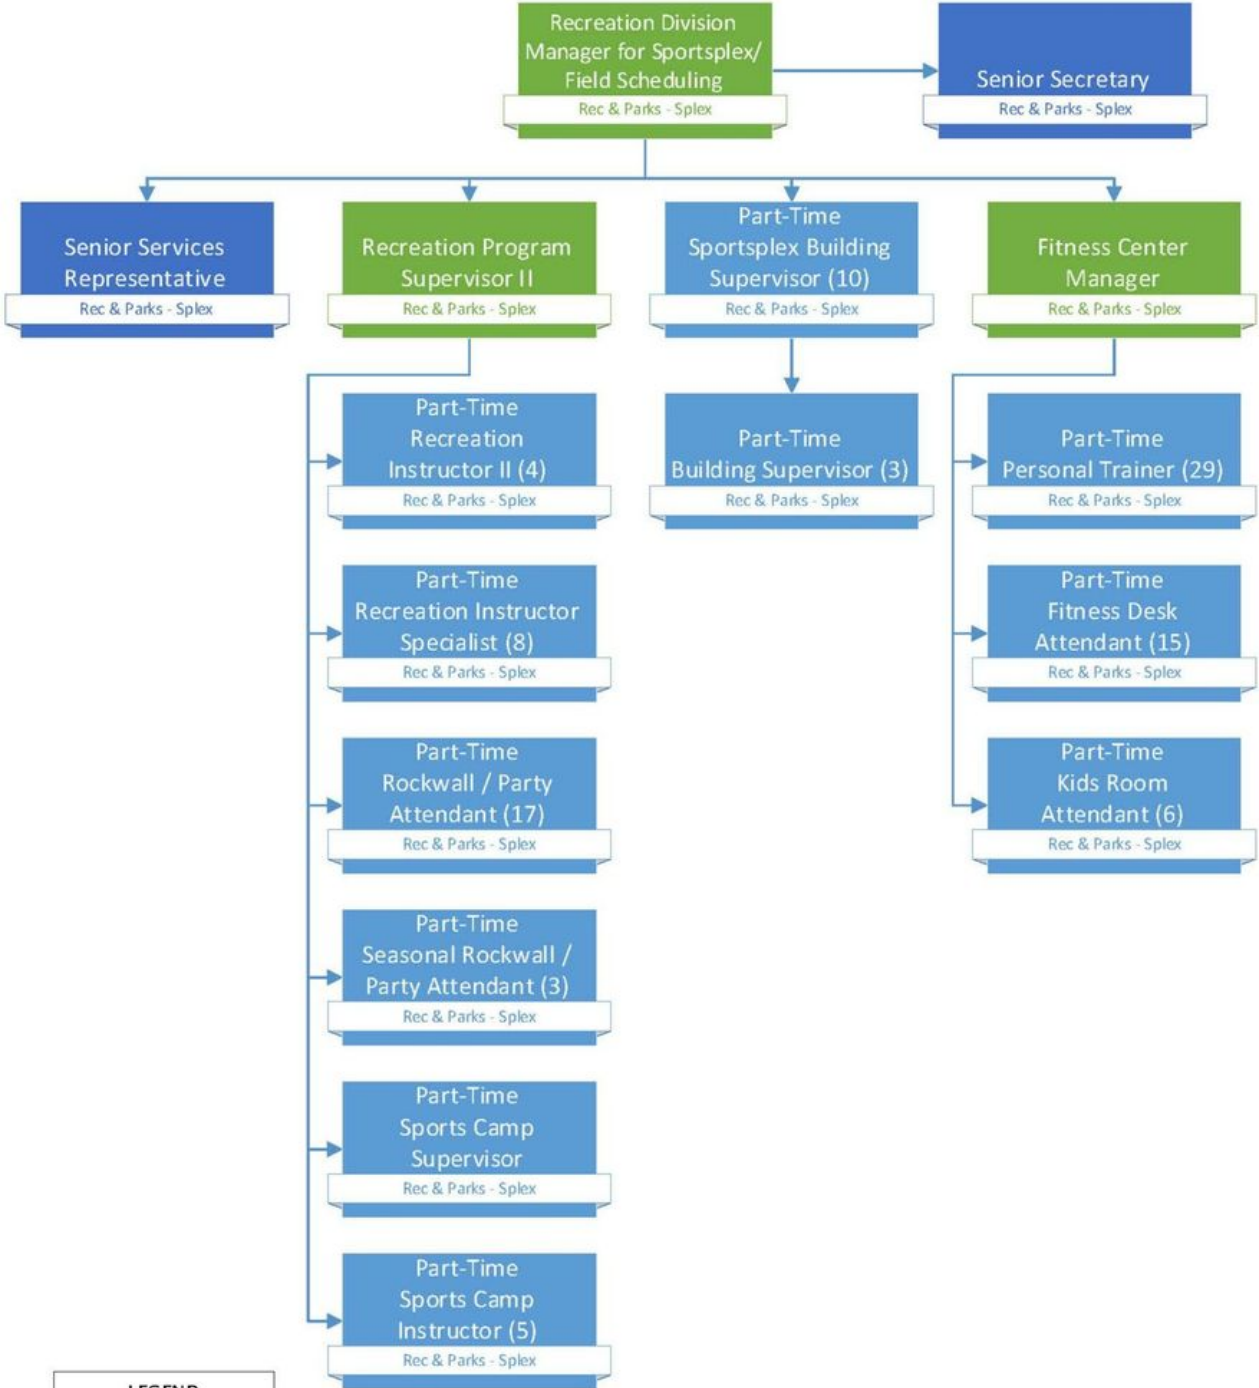 Recreation Division
Manager for Sportsplex/
Field Scheduling
Rec & Parks - Splex
Senior Secretary
Rec & Parks - Splex
Senior Services
Representative
Rec & Parks - Splex
Recreation Program
Supervisor II
Rec & Parks - Splex
Part-Time
Sportsplex Building
Supervisor (10)
Rec & Parks - Splex
Fitness Center
Manager
Rec & Parks - Splex
Part-Time
Recreation
Instructor II (4)
Rec & Parks - Splex
Part-Time
Building Supervisor (3)
Rec & Parks - Splex
Part-Time
Personal Trainer (29)
Rec & Parks - Splex
Part-Time
Recreation Instructor
Specialist (8)
Rec & Parks - Splex
Part-Time
Fitness Desk
Attendant (15)
Rec & Parks - Splex
Part-Time
Rockwall / Party
Attendant (17)
Rec & Parks - Splex
Part-Time
Kids Room
Attendant (6)
Rec & Parks - Splex
Part-Time
Seasonal Rockwall /
Party Attendant (3)
Rec & Parks - Splex
Part-Time
Sports Camp
Supervisor
Rec & Parks - Splex
Part-Time
Sports Camp
Instructor (5)
Rec & Parks - Splex
LEGEND